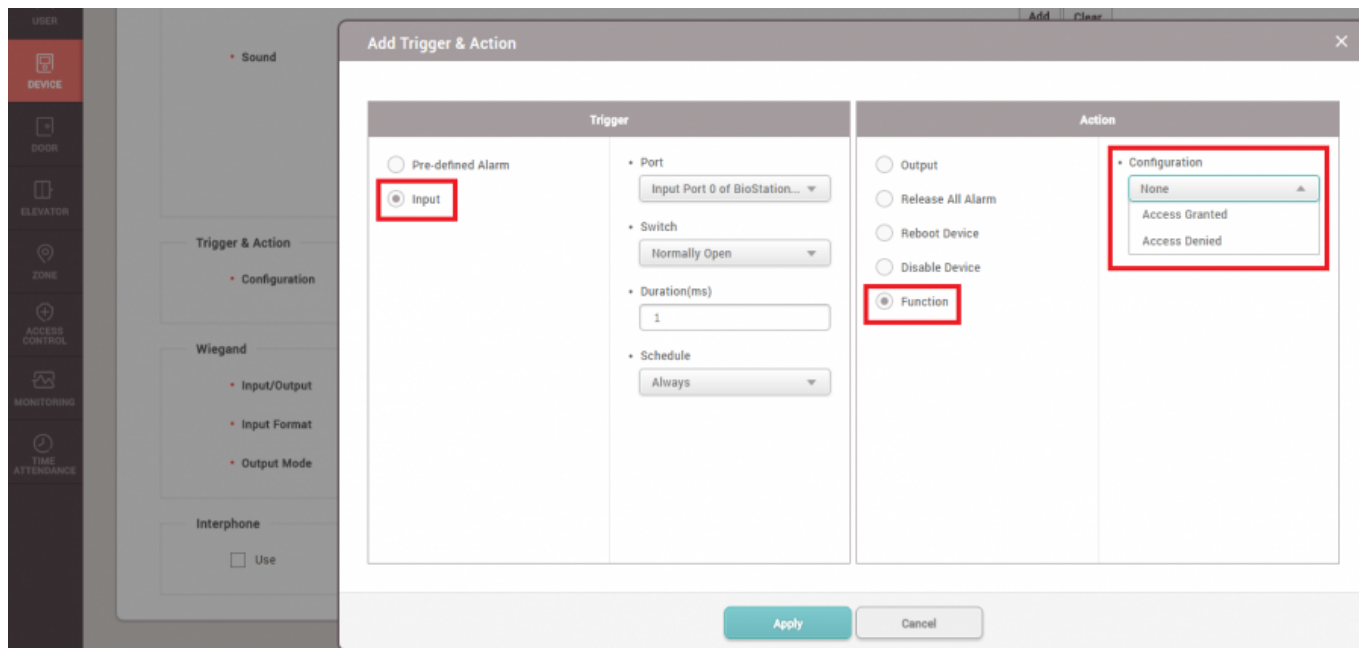 USER
DEVICE
DOOR
ELEVATOR
ZONE
ACCESS
CONTROL
MONITORING
TIME
ATTENDANCE
Sound
Trigger & Action
Configuration
Wiegand
Input/Output
Input Format
Output Mode
Interphone
Use
Add Clear
Add Trigger & Action
Trigger
Pre-defined Alarm
Input
Port
Input Port 0 of BioStation...
Switch
Normally Open
Duration(ms)
1
Schedule
Always
Action
Output
Release All Alarm
Reboot Device
Disable Device
Function
Configuration
None
Access Granted
Access Denied
Apply
Cancel